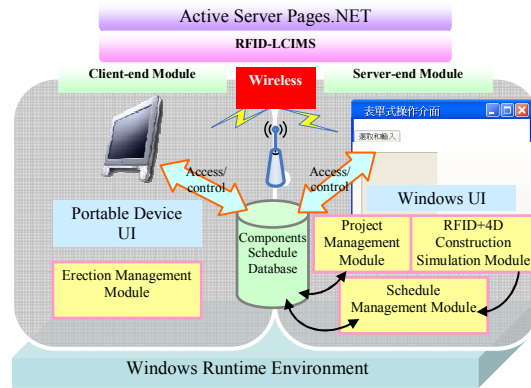 Active Server Pages.NET
RFID-LCIMS
Client-end Module
Wireless
Server-end Module
表單式操作介面
選取和輸入
Access/
control
Access/
control
Portable Device
UI
Windows UI
Components
Schedule
Database
Project
Management
Module
RFID+4D
Construction
Simulation Module
Erection Management
Module
Schedule
Management Module
Windows Runtime Environment